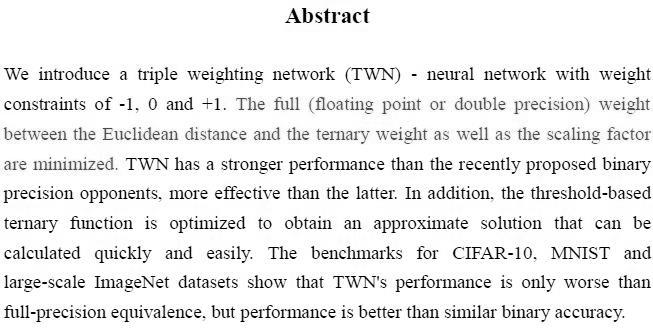 Abstract
We introduce a triple weighting network (TWN) - neural network with weight
constraints of -1, 0 and +1. The full (floating point or double precision) weight
between the Euclidean distance and the ternary weight as well as the scaling factor
are minimized. TWN has a stronger performance than the recently proposed binary
precision opponents, more effective than the latter. In addition, the threshold-based
ternary function is optimized to obtain an approximate solution that can be
calculated quickly and easily. The benchmarks for CIFAR-10, MNIST and
large-scale ImageNet datasets show that TWN's performance is only worse than
full-precision equivalence, but performance is better than similar binary accuracy.